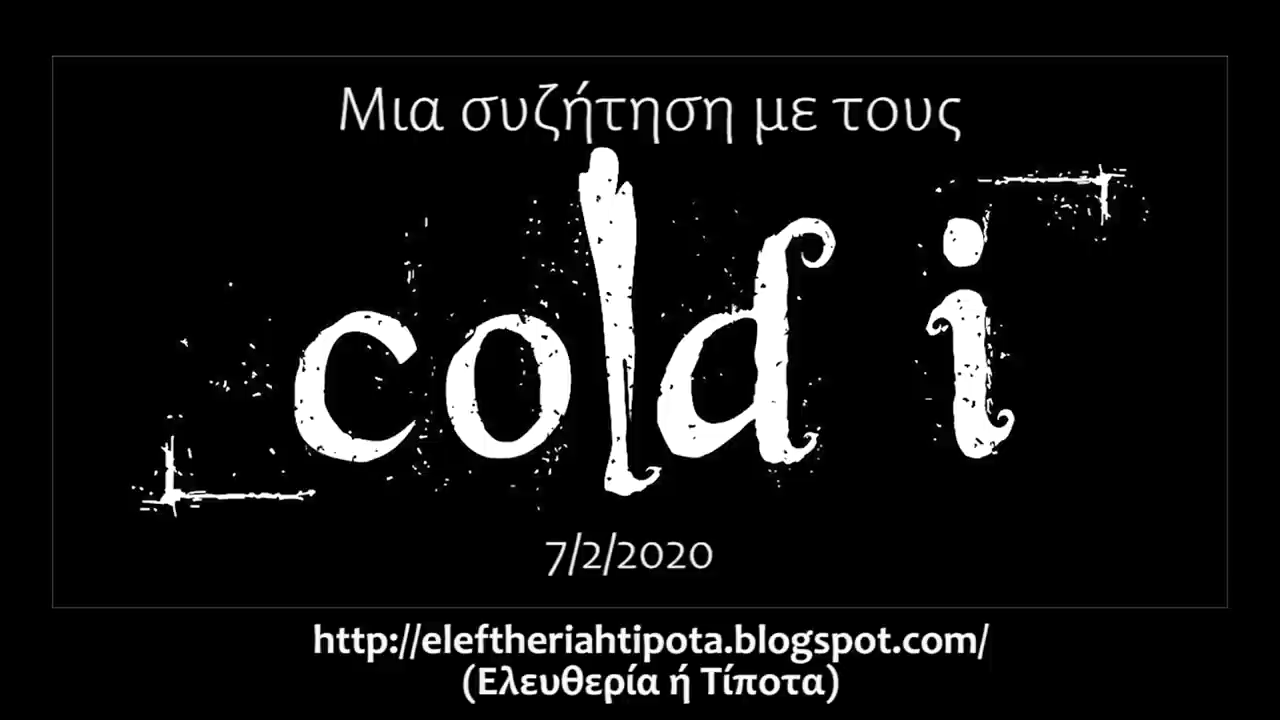 Μια συζήτηση με τους
cold i
7/2/2020
http://eleftheriahtipota.blogspot.com/
(Ελευθερία ή Τίποτα)